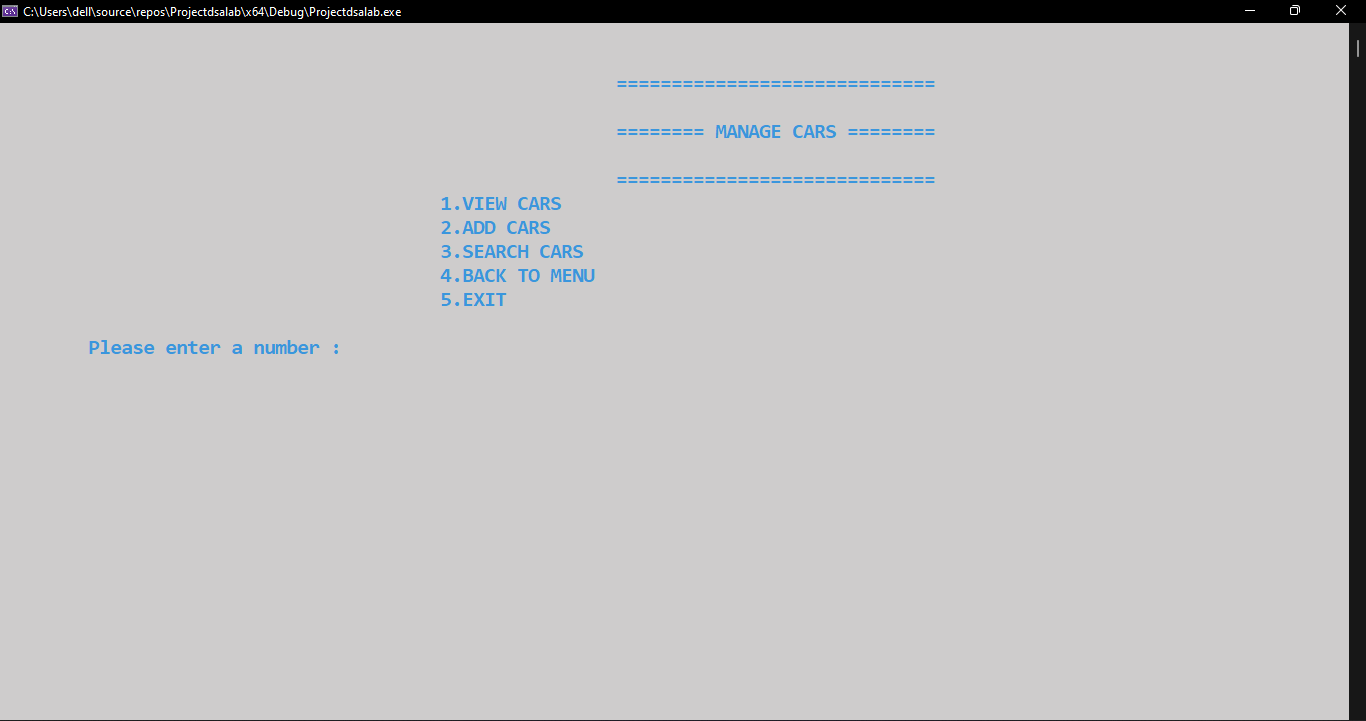 C:\Users\dell\source\repos\Projectdsalab\x64\Debug\Projectdsalab.exe
=============================
======== MANAGE CARS ========
=============================
1.VIEW CARS
2.ADD CARS
3.SEARCH CARS
4.BACK TO MENU
5.EXIT
Please enter a number :